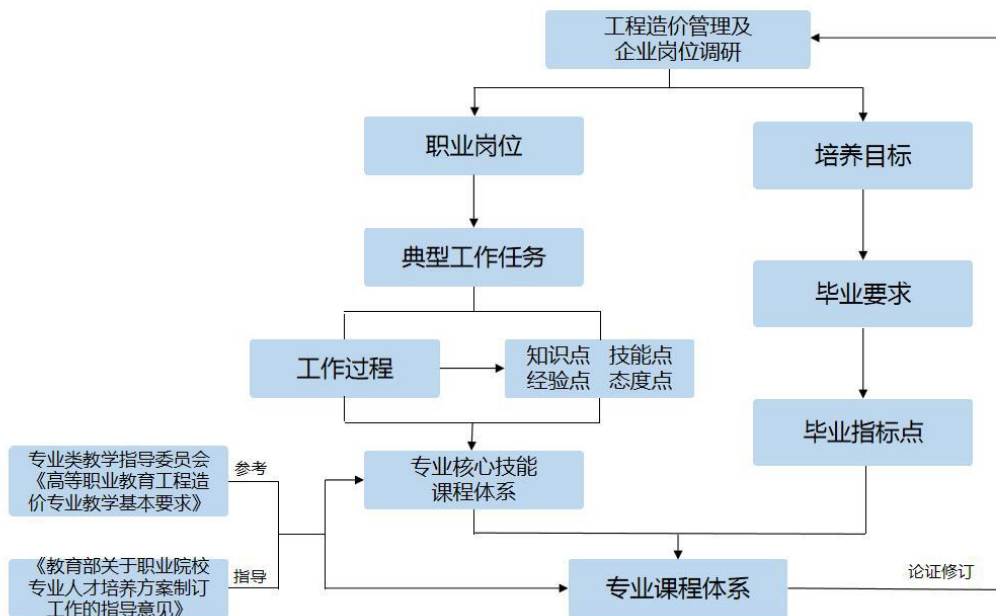 工程造价管理及
企业岗位调研
职业岗位
培养目标
典型工作任务
毕业要求
工作过程
知识点 技能点
经验点 态度点
毕业指标点
专业类教学指导委员会
《高等职业教育工程造
价专业教学基本要求》
参考
专业核心技能
课程体系
《教育部关于职业院校
专业人才培养方案制订
工作的指导意见》
指导
专业课程体系
论证修订